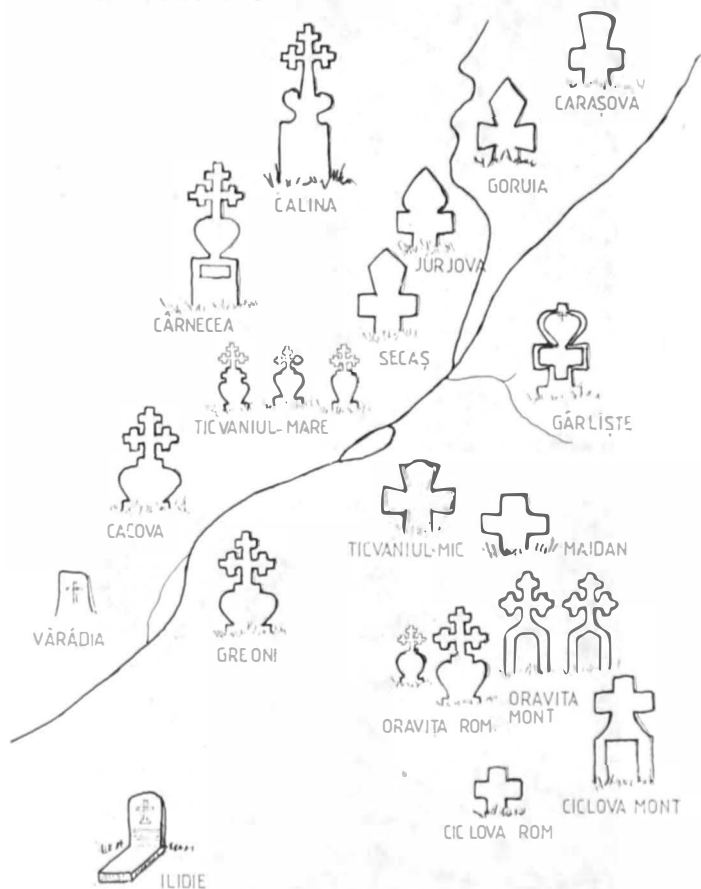 CARAȘOVA
GORUIA
CALINA
JURJOVA
CÂRNECEA
SECAȘ
GÂRLIȘTE
TICVANIUL-MARE
CACOVA
TICVANIUL-MIC
MAIDAN
VĂRĂDIA
GREONI
ORAVIȚA ROM.
ORAVITA
MONT
CICLOVA MONT
CICLOVA ROM
ILIDIE